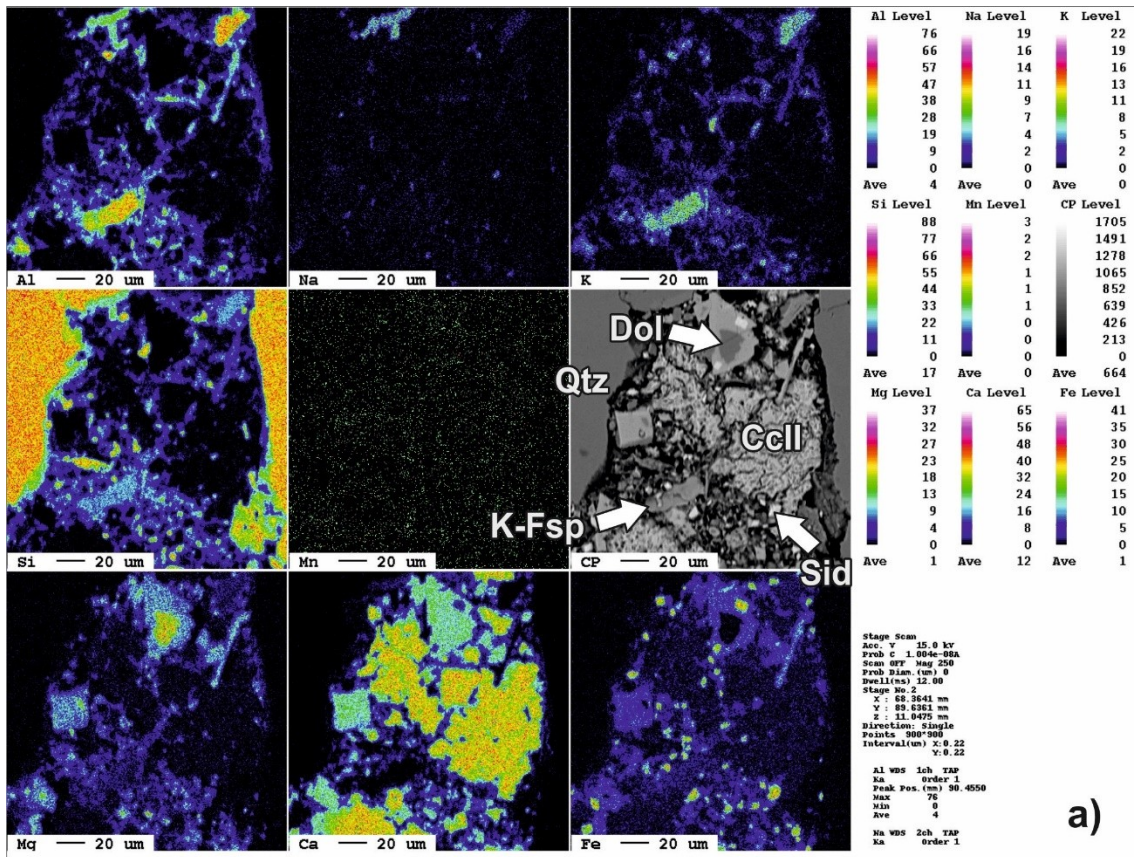 Al 20 um
Na 20 um
K 20 um
Si 20 um
Mn 20 um
CP 20 um
Dol
Qtz
CcII
K-Fsp
Sid
Mg 20 um
Ca 20 um
Fe 20 um
Al Level Na Level K Level
76 19 22
66 16 19
57 14 16
47 11 13
38 9 11
28 7 8
19 4 5
9 2 2
0 0 0
Ave 4 Ave 0 Ave 0
Si Level Mn Level CP Level
88 3 1705
77 2 1491
66 2 1278
55 1 1065
44 1 852
33 1 639
22 0 426
11 0 213
0 0 0
Ave 17 Ave 0 Ave 664
Mg Level Ca Level Fe Level
37 65 41
32 56 35
27 48 30
23 40 25
18 32 20
13 24 15
9 16 10
4 8 5
0 0 0
Ave 1 Ave 12 Ave 1
Stage Scan
Acc. V 15.0 kV
Prob C 1.004e-08A
Scan OFF Mag 250
Prob Diam.(um) 0
Dwell(ms) 12.00
Stage No.2
X : 68.3641 mm
Y : 89.6361 mm
Z : 11.0475 mm
Direction: Single
Points 900*900
Interval(um) X:0.22
Y:0.22
Al WDS 1ch TAP
Ka Order 1
Peak Pos.(mm) 90.4550
Max 76
Min 0
Ave 4
Na WDS 2ch TAP
Ka Order 1
a)